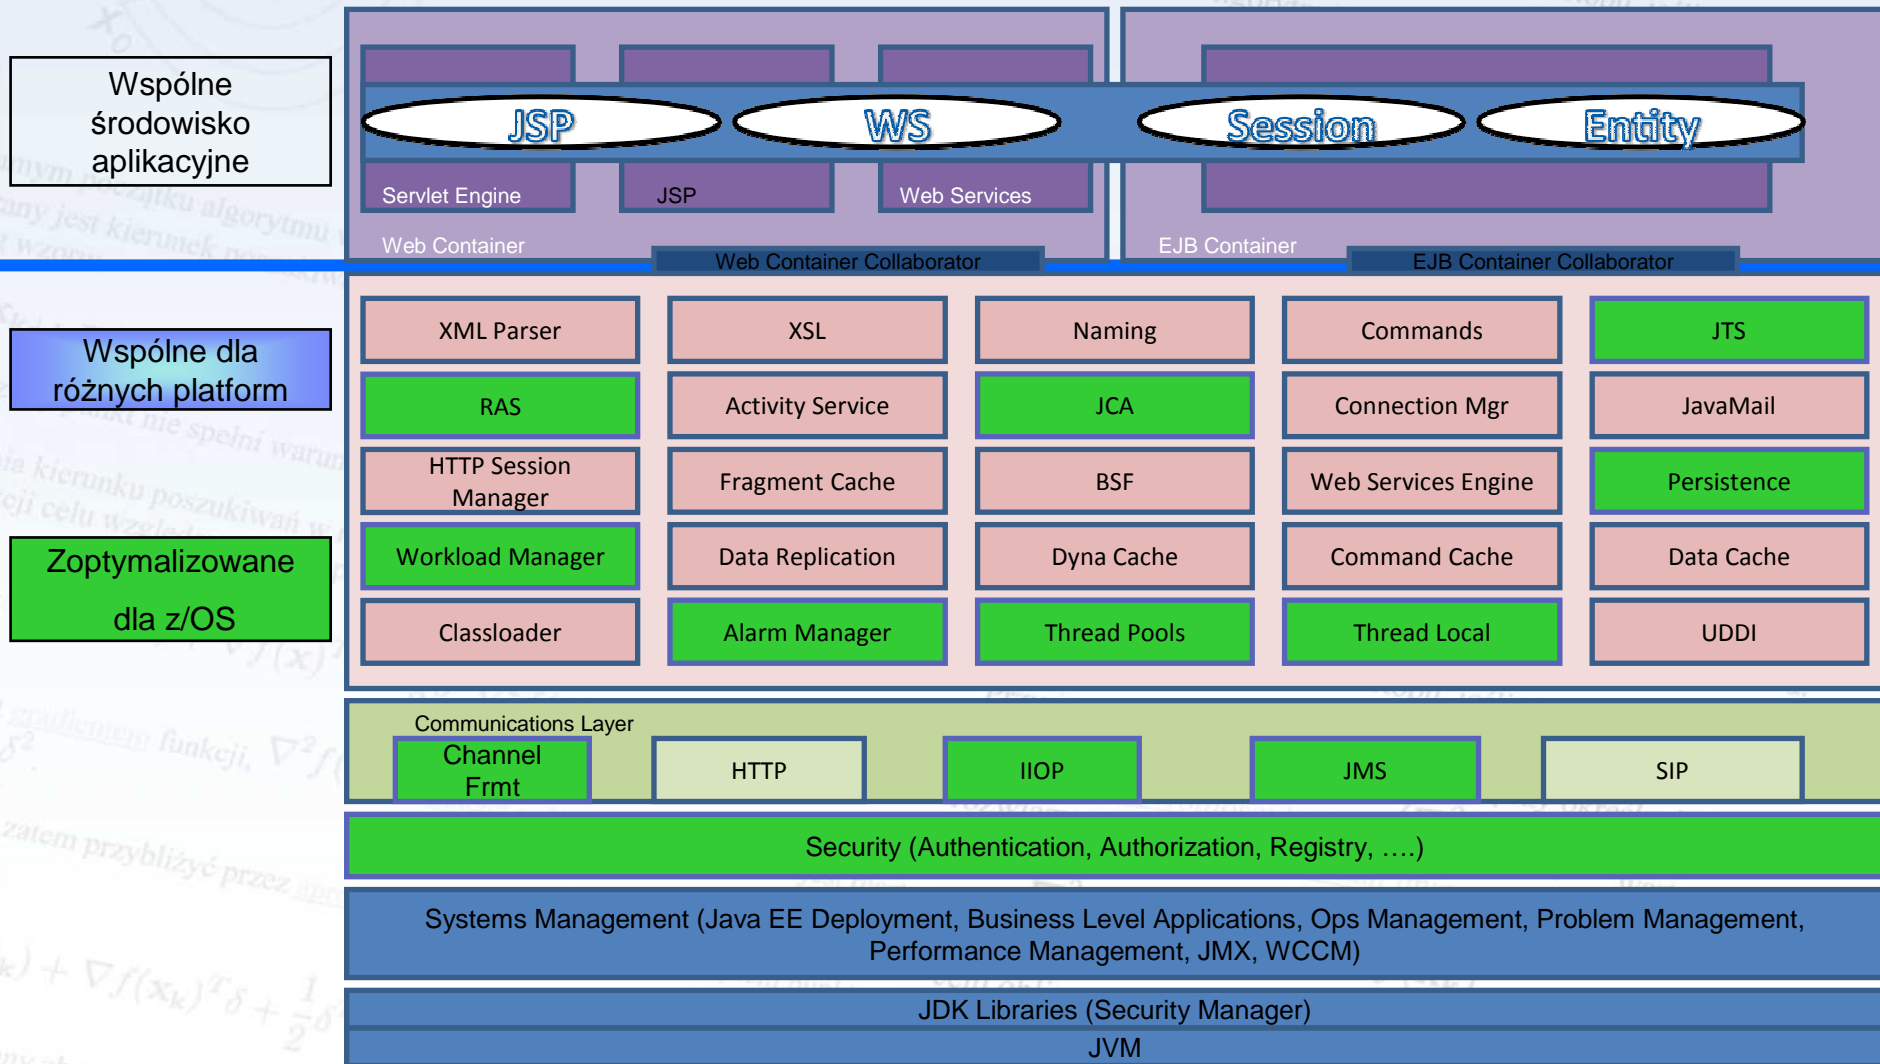 Wspólne
środowisko
aplikacyjne
JSP
WS
Session
Entity
Servlet Engine
JSP
Web Services
Web Container
EJB Container
Web Container Collaborator
EJB Container Collaborator
Wspólne dla
różnych platform
XML Parser
XSL
Naming
Commands
JTS
RAS
Activity Service
JCA
Connection Mgr
JavaMail
HTTP Session
Manager
Fragment Cache
BSF
Web Services Engine
Persistence
Zoptymalizowane
dla z/OS
Workload Manager
Data Replication
Dyna Cache
Command Cache
Data Cache
Classloader
Alarm Manager
Thread Pools
Thread Local
UDDI
Communications Layer
Channel
Frmt
HTTP
IIOP
JMS
SIP
Security (Authentication, Authorization, Registry, ….)
Systems Management (Java EE Deployment, Business Level Applications, Ops Management, Problem Management,
Performance Management, JMX, WCCM)
JDK Libraries (Security Manager)
JVM